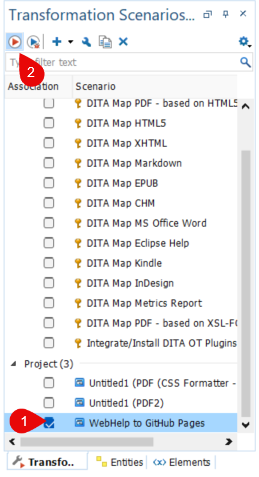 Transformation Scenarios...
2
Type filter text
Association Scenario
DITA Map PDF - based on HTML5
DITA Map HTML5
DITA Map XHTML
DITA Map Markdown
DITA Map EPUB
DITA Map CHM
DITA Map MS Office Word
DITA Map Eclipse Help
DITA Map Kindle
DITA Map InDesign
DITA Map Metrics Report
DITA Map PDF - based on XSL-FO
Integrate/Install DITA OT Plugins
Project (3)
Untitled1 (PDF (CSS Formatter -
Untitled1 (PDF2)
1 WebHelp to GitHub Pages
Transfo.. Entities Elements